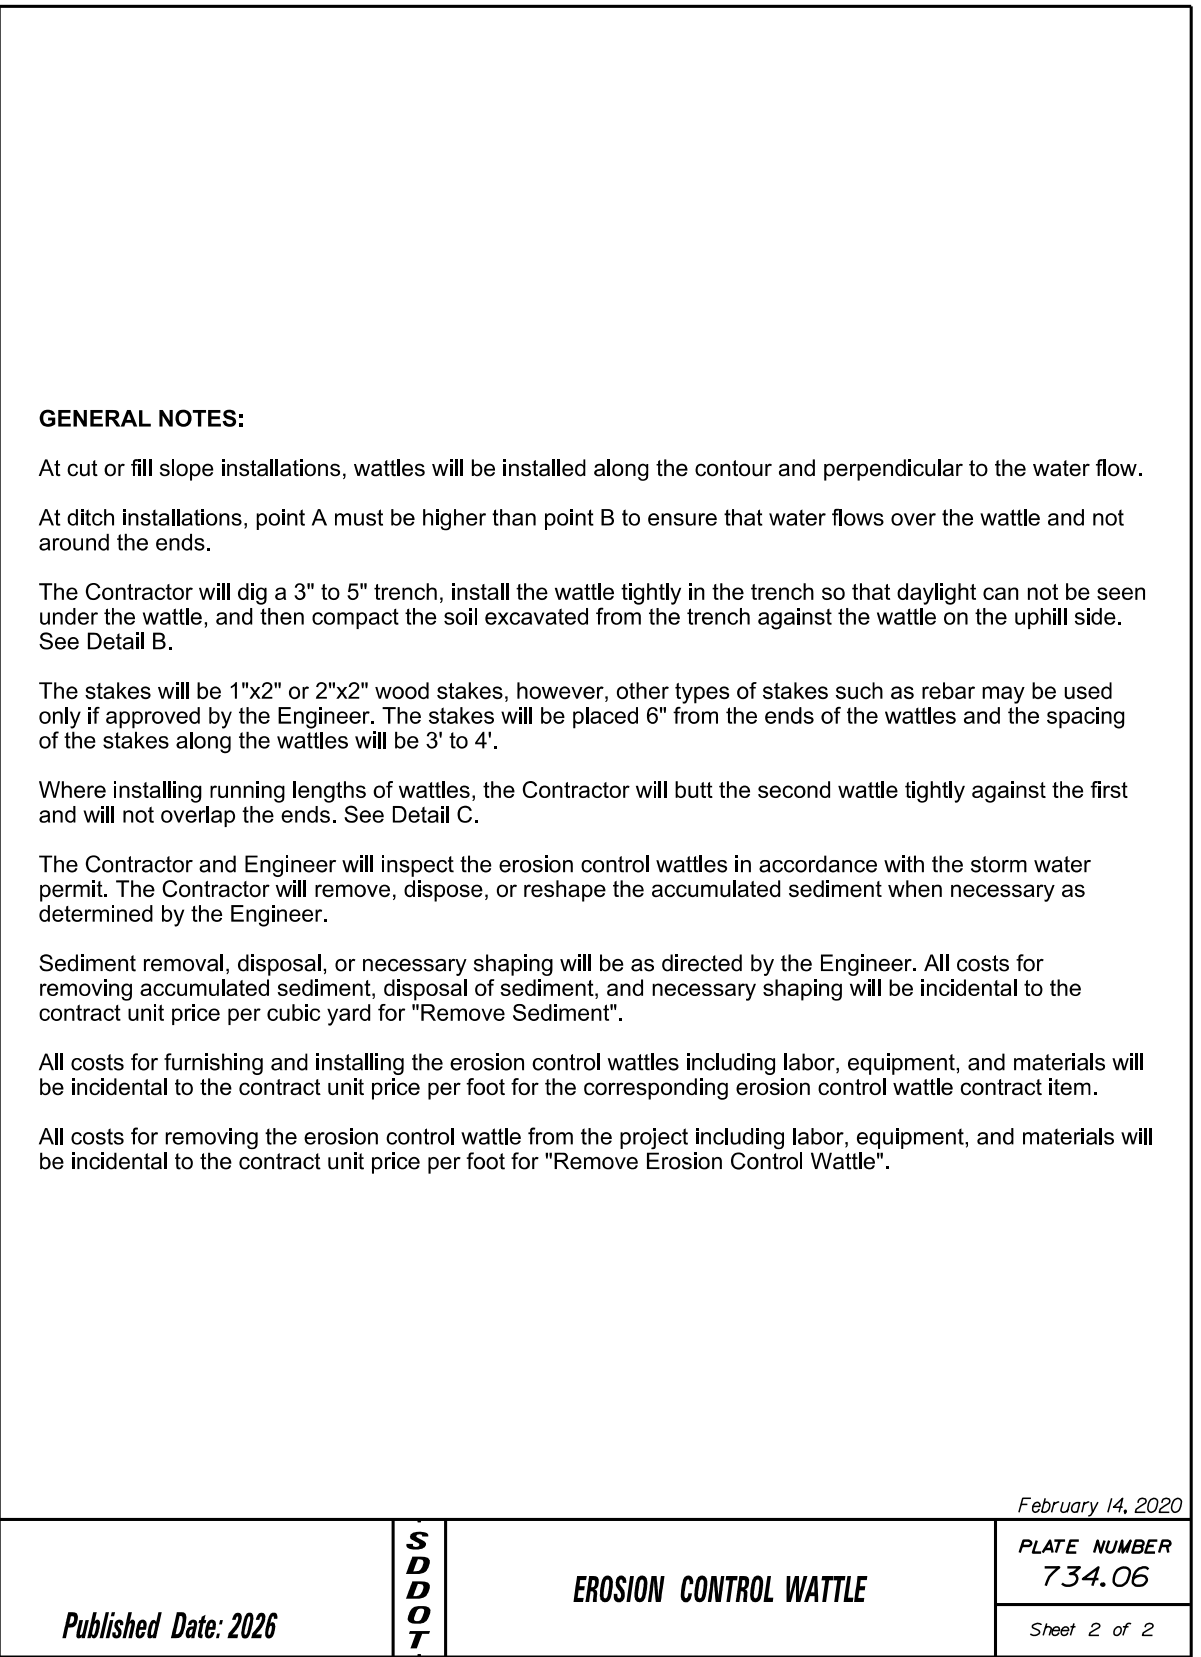 GENERAL NOTES:
At cut or fill slope installations, wattles will be installed along the contour and perpendicular to the water flow.
At ditch installations, point A must be higher than point B to ensure that water flows over the wattle and not
around the ends.
The Contractor will dig a 3" to 5" trench, install the wattle tightly in the trench so that daylight can not be seen
under the wattle, and then compact the soil excavated from the trench against the wattle on the uphill side.
See Detail B.
The stakes will be 1"x2" or 2"x2" wood stakes, however, other types of stakes such as rebar may be used
only if approved by the Engineer. The stakes will be placed 6" from the ends of the wattles and the spacing
of the stakes along the wattles will be 3' to 4'.
Where installing running lengths of wattles, the Contractor will butt the second wattle tightly against the first
and will not overlap the ends. See Detail C.
The Contractor and Engineer will inspect the erosion control wattles in accordance with the storm water
permit. The Contractor will remove, dispose, or reshape the accumulated sediment when necessary as
determined by the Engineer.
Sediment removal, disposal, or necessary shaping will be as directed by the Engineer. All costs for
removing accumulated sediment, disposal of sediment, and necessary shaping will be incidental to the
contract unit price per cubic yard for "Remove Sediment".
All costs for furnishing and installing the erosion control wattles including labor, equipment, and materials will
be incidental to the contract unit price per foot for the corresponding erosion control wattle contract item.
All costs for removing the erosion control wattle from the project including labor, equipment, and materials will
be incidental to the contract unit price per foot for "Remove Erosion Control Wattle".
February 14, 2020
Published Date: 2026
S
D
D
O
T
EROSION CONTROL WATTLE
PLATE NUMBER
734.06
Sheet 2 of 2